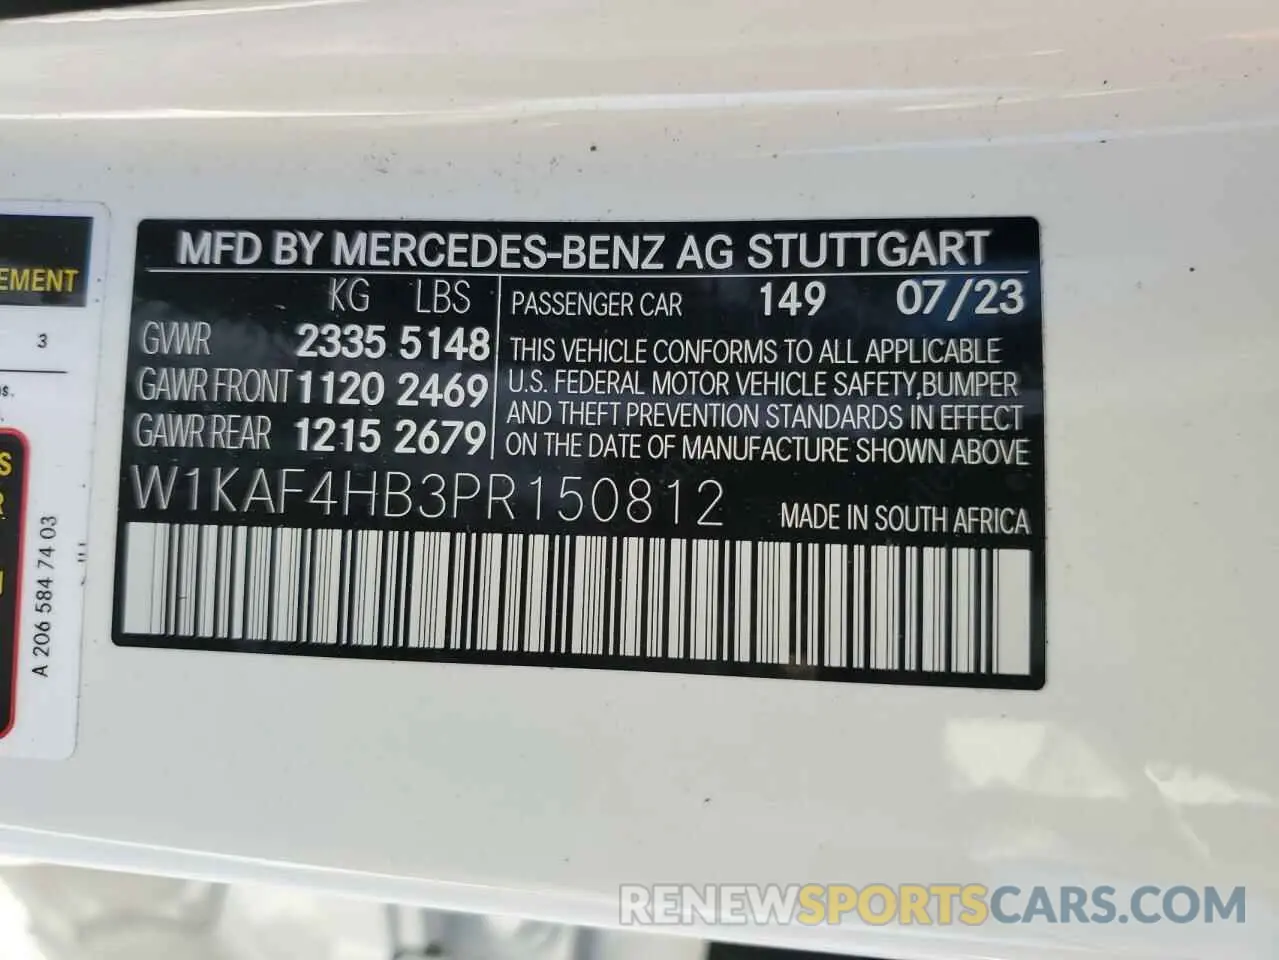 MFD BY MERCEDES-BENZ AG STUTTGART
KG LBS
GVWR 2335 5148
GAWR FRONT 1120 2469
GAWR REAR 1215 2679
PASSENGER CAR 149 07/23
THIS VEHICLE CONFORMS TO ALL APPLICABLE
U.S. FEDERAL MOTOR VEHICLE SAFETY,BUMPER
AND THEFT PREVENTION STANDARDS IN EFFECT
ON THE DATE OF MANUFACTURE SHOWN ABOVE
W1KAF4HB3PR150812
MADE IN SOUTH AFRICA
EMENT
3
A 206 584 74 03
RENEWSPORTSCARS.COM